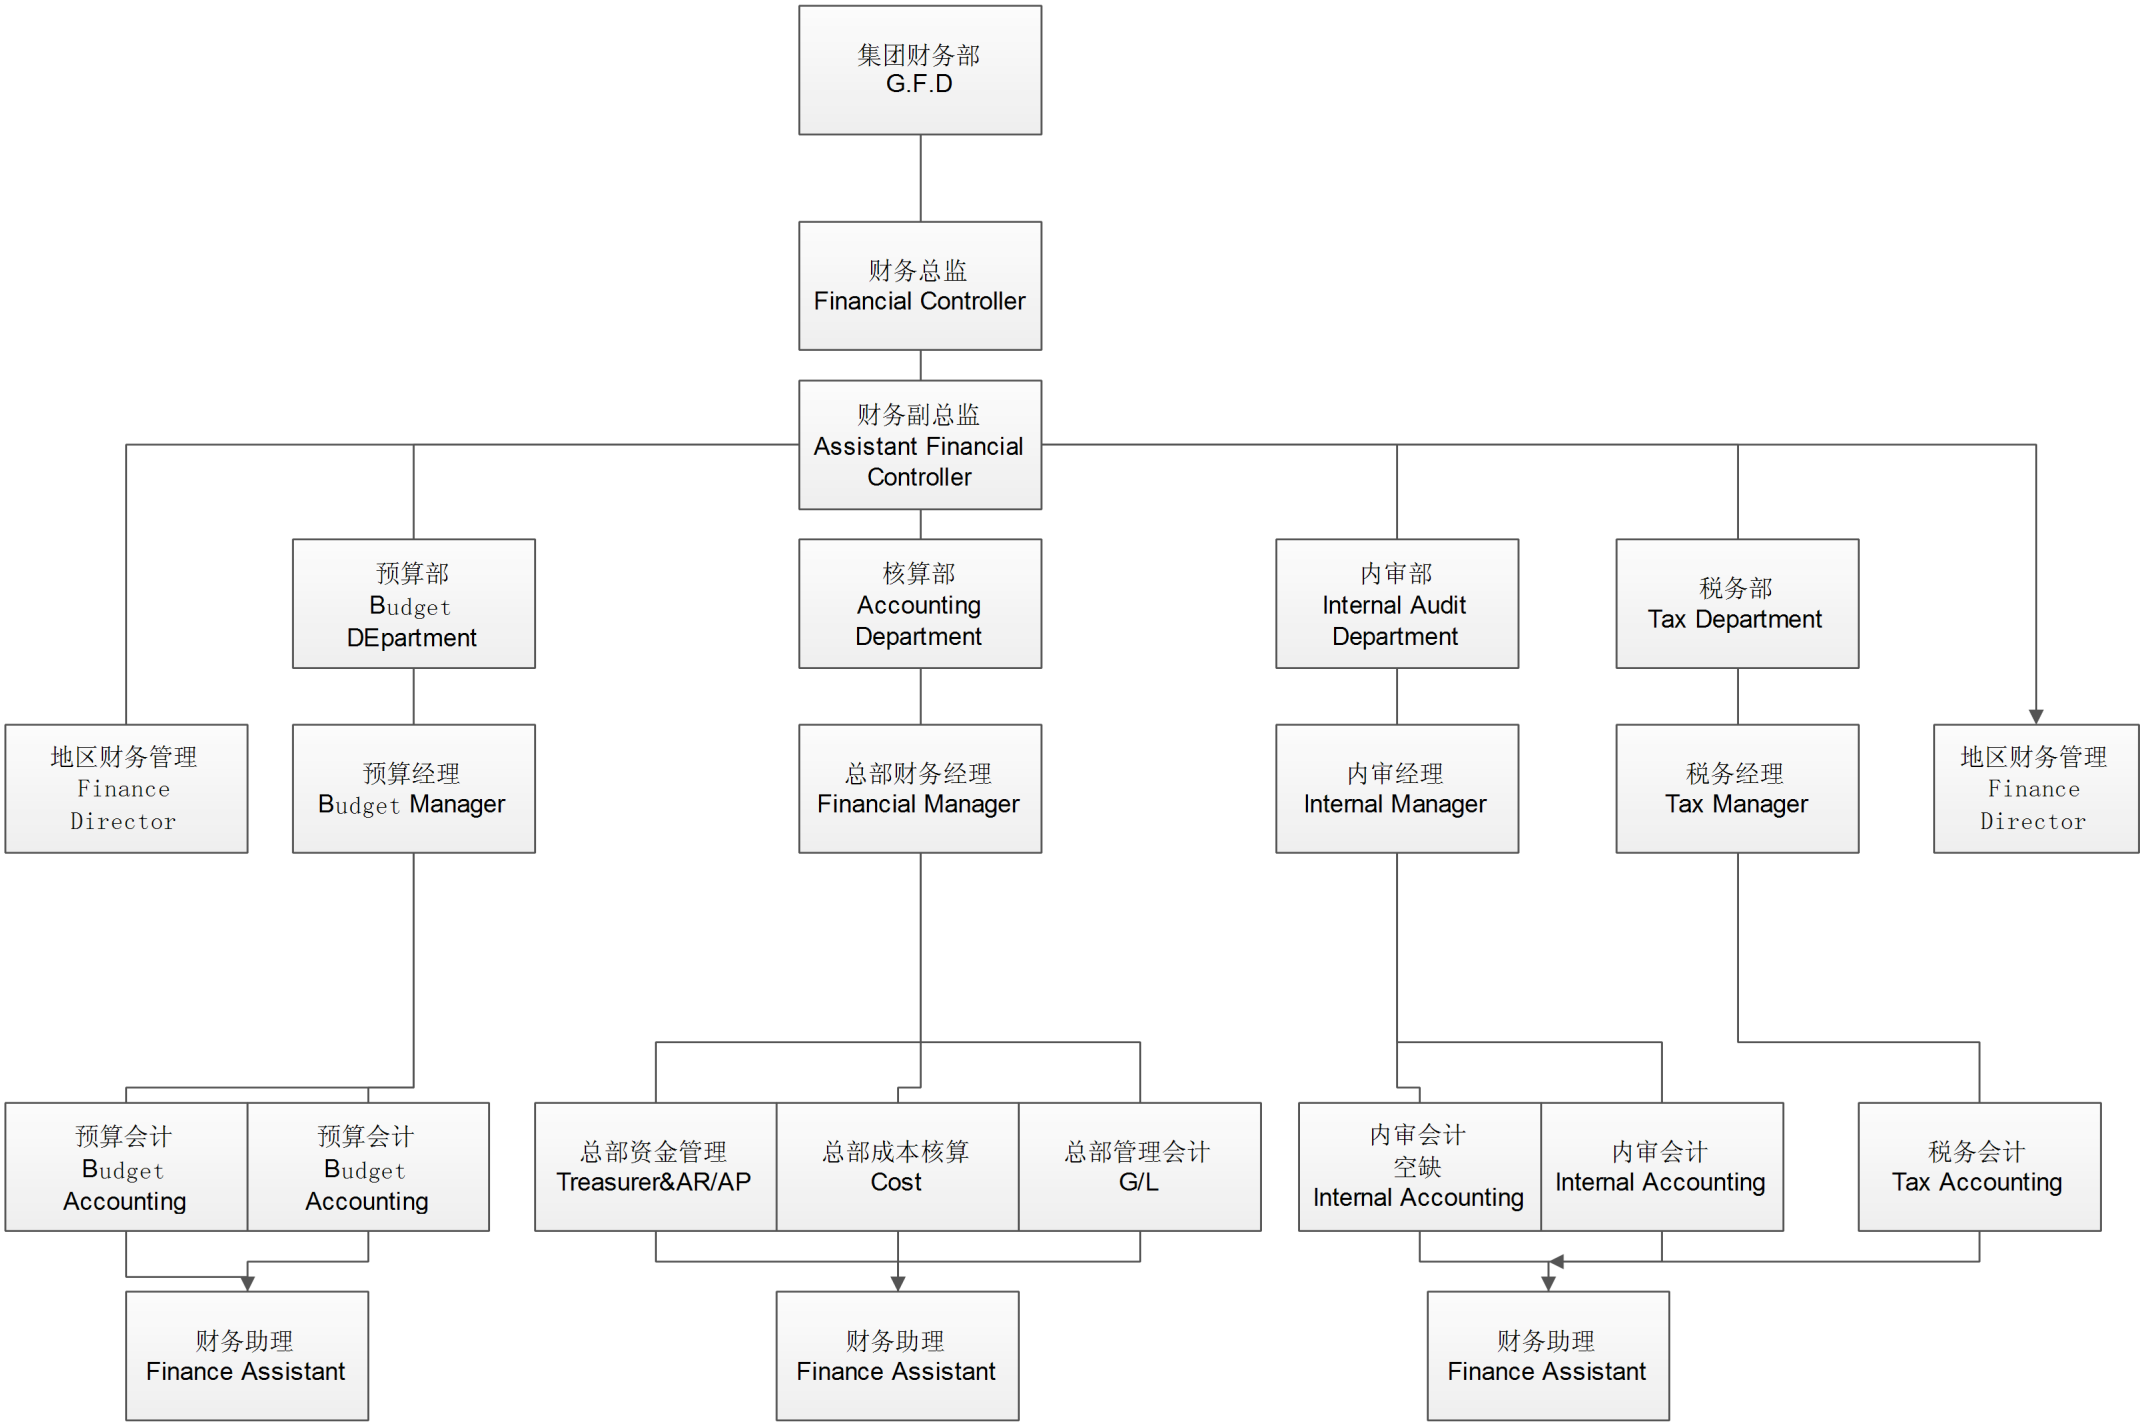 集团财务部
G.F.D
财务总监
Financial Controller
财务副总监
Assistant Financial
Controller
预算部
Budget
DEpartment
核算部
Accounting
Department
内审部
Internal Audit
Department
税务部
Tax Department
地区财务管理
Finance
Director
预算经理
Budget Manager
总部财务经理
Financial Manager
内审经理
Internal Manager
税务经理
Tax Manager
地区财务管理
Finance
Director
预算会计
Budget
Accounting
预算会计
Budget
Accounting
总部资金管理
Treasurer&AR/AP
总部成本核算
Cost
总部管理会计
G/L
内审会计
空缺
Internal Accounting
内审会计
Internal Accounting
税务会计
Tax Accounting
财务助理
Finance Assistant
财务助理
Finance Assistant
财务助理
Finance Assistant